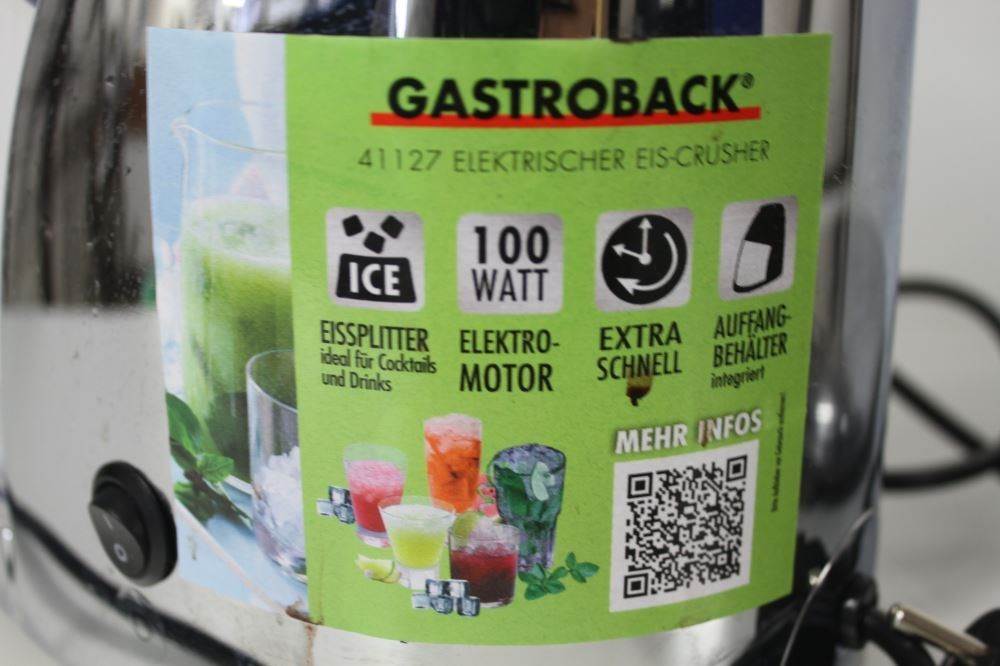 GASTROBACK®
41127 ELEKTRISCHER EIS-CRUSHER
ICE
100
WATT
EISSPLITTER
ideal für Cocktails
und Drinks
ELEKTRO-
MOTOR
EXTRA
SCHNELL
AUFFANG-
BEHÄLTER
integriert
MEHR INFOS